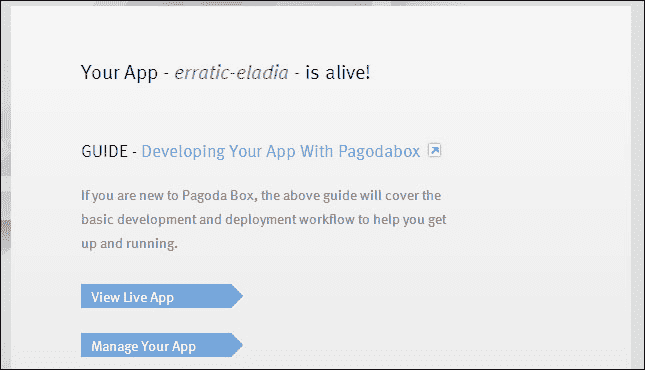 Your App - erratic-eladia - is alive!
GUIDE - Developing Your App With Pagodabox
If you are new to Pagoda Box, the above guide will cover the
basic development and deployment workflow to help you get
up and running.
View Live App
Manage Your App